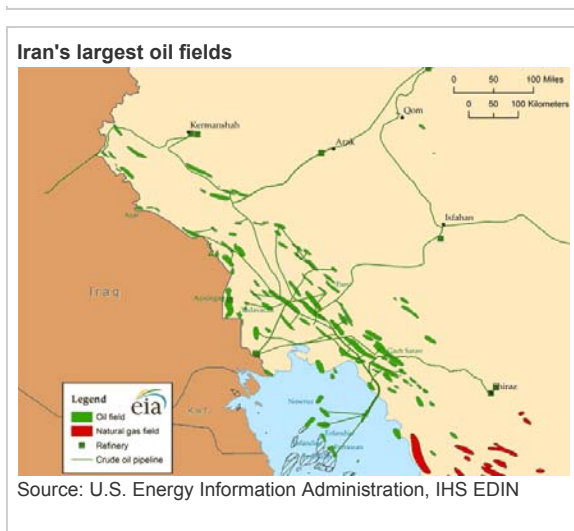 Iran's largest oil fields
0 50 100 Miles
0 50 100 Kilometers
Kermanshah
Qom
Arak
Isfahan
Iraq
Shiraz
Legend
eia
Oil field
Natural gas field
Refinery
Crude oil pipeline
Source: U.S. Energy Information Administration, IHS EDIN